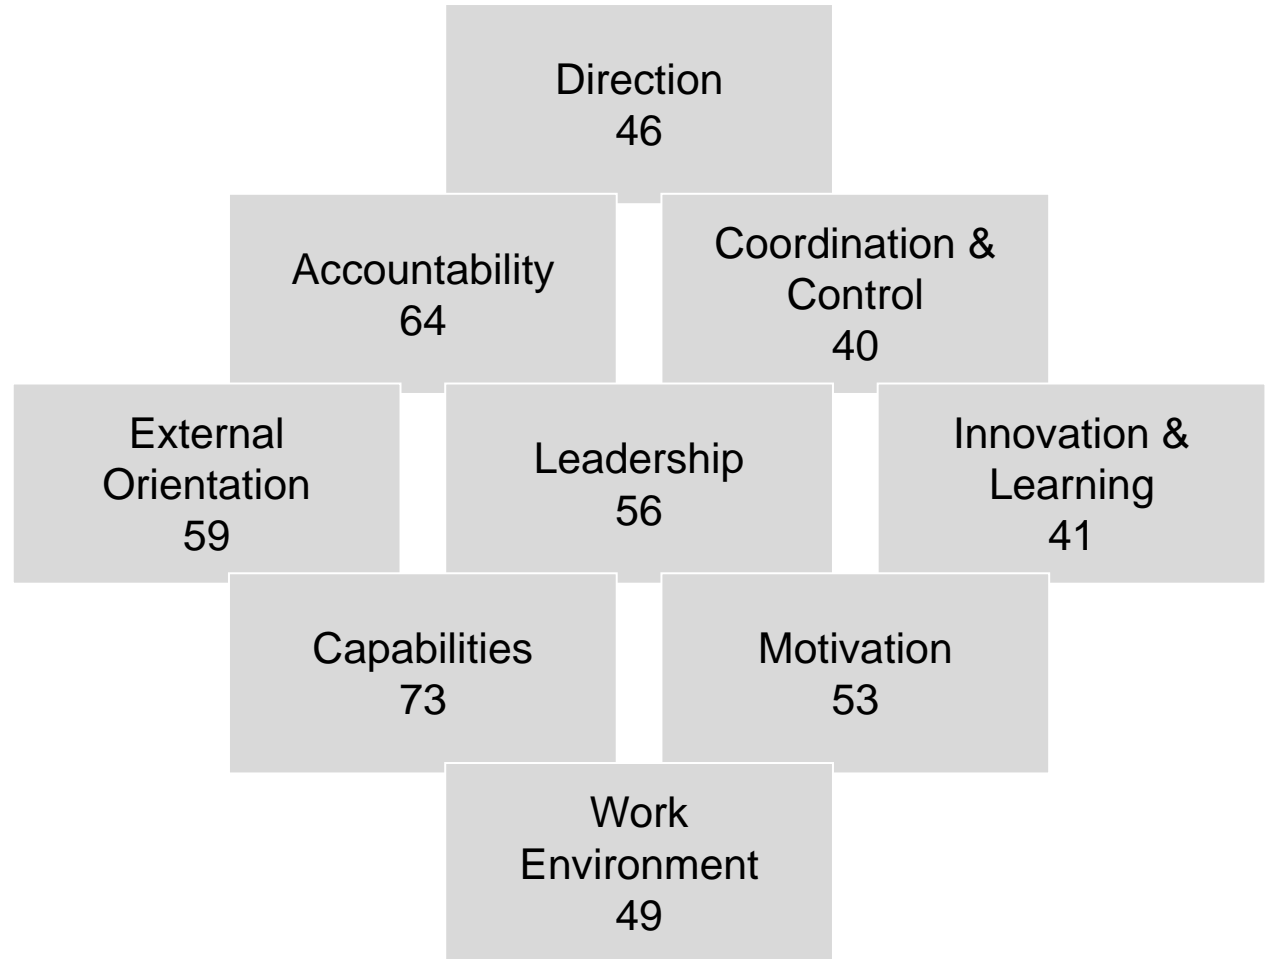 Direction
46
Accountability
64
Coordination &
Control
40
External
Orientation
59
Leadership
56
Innovation &
Learning
41
Capabilities
73
Motivation
53
Work
Environment
49